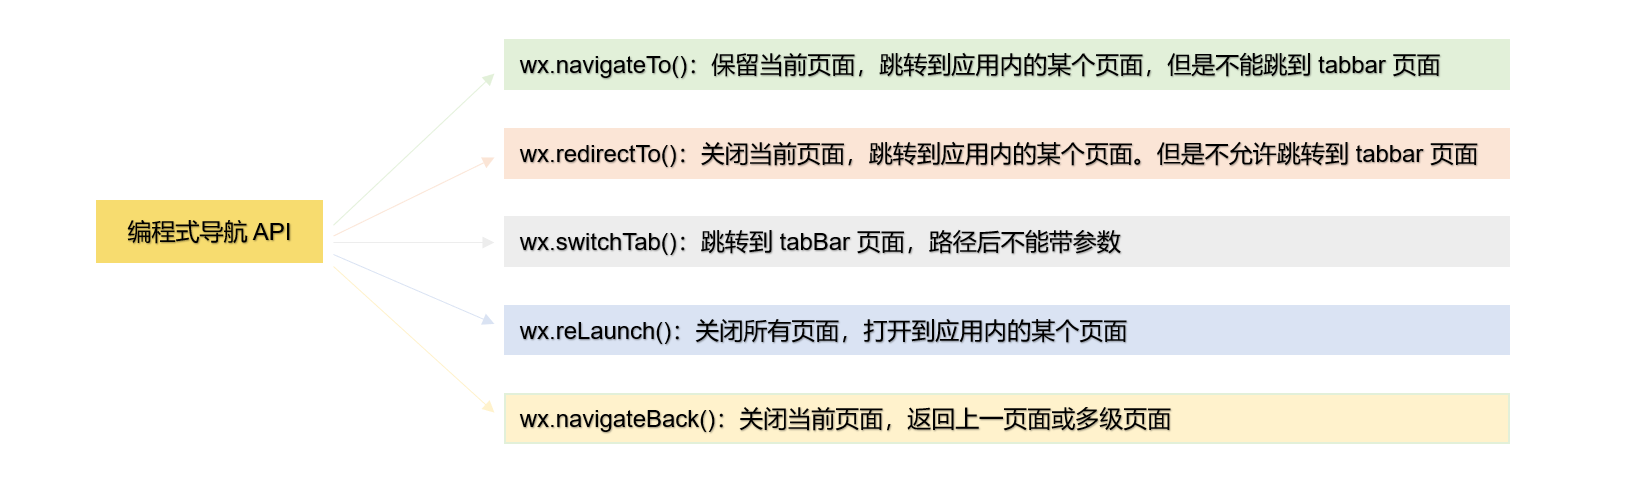 wx.navigateTo()：保留当前页面，跳转到应用内的某个页面，但是不能跳到 tabbar 页面
wx.redirectTo()：关闭当前页面，跳转到应用内的某个页面。但是不允许跳转到 tabbar 页面
编程式导航 API
wx.switchTab()：跳转到 tabBar 页面，路径后不能带参数
wx.reLaunch()：关闭所有页面，打开到应用内的某个页面
wx.navigateBack()：关闭当前页面，返回上一页面或多级页面